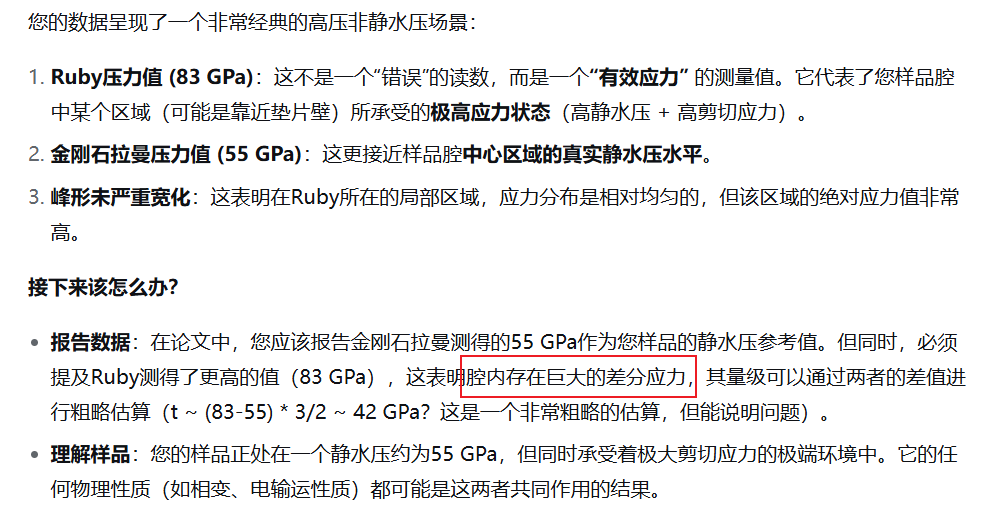 您的数据呈现了一个非常经典的高压非静水压场景：
1. Ruby压力值 (83 GPa)：这不是一个“错误”的读数，而是一个“有效应力” 的测量值。它代表了您样品腔
中某个区域（可能是靠近垫片壁）所承受的极高应力状态（高静水压 + 高剪切应力）。
2. 金刚石拉曼压力值 (55 GPa)：这更接近样品腔中心区域的真实静水压水平。
3. 峰形未严重宽化：这表明在Ruby所在的局部区域，应力分布是相对均匀的，但该区域的绝对应力值非常
高。
接下来该怎么办？
• 报告数据：在论文中，您应该报告金刚石拉曼测得的55 GPa作为您样品的静水压参考值。但同时，必须
提及Ruby测得了更高的值（83 GPa），这表明腔内存在巨大的差分应力，其量级可以通过两者的差值进
行粗略估算（t ~ (83-55) * 3/2 ~ 42 GPa？这是一个非常粗略的估算，但能说明问题）。
• 理解样品：您的样品正处在一个静水压约为55 GPa，但同时承受着极大剪切应力的极端环境中。它的任
何物理性质（如相变、电输运性质）都可能是这两者共同作用的结果。